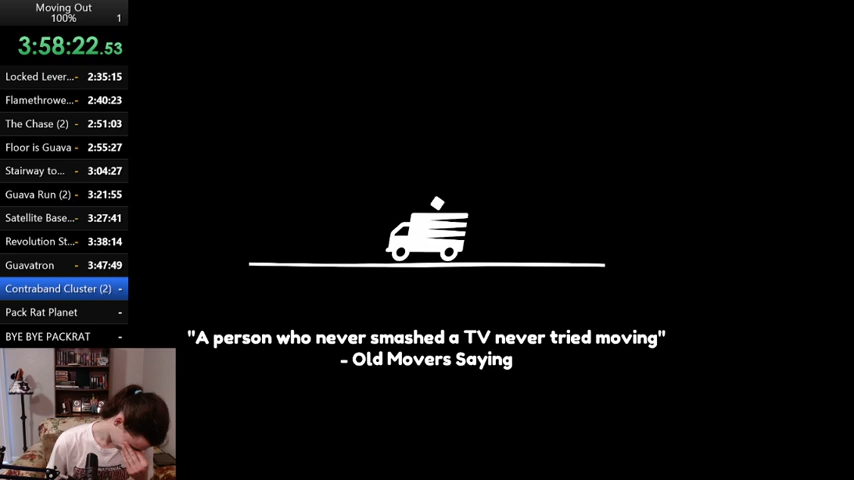 Moving Out
100% 1
3:58:22.53
Locked Lever... - 2:35:15
Flamethrowe... - 2:40:23
The Chase (2) - 2:51:03
Floor is Guava - 2:55:27
Stairway to... - 3:04:27
Guava Run (2) - 3:21:55
Satellite Base... - 3:27:41
Revolution St... - 3:38:14
Guavatron - 3:47:49
Contraband Cluster (2) -
Pack Rat Planet -
BYE BYE PACKRAT -
"A person who never smashed a TV never tried moving"
- Old Movers Saying